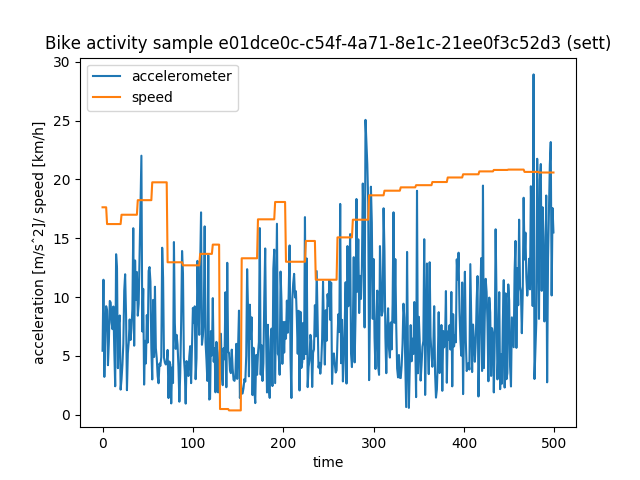 Bike activity sample e01dce0c-c54f-4a71-8e1c-21ee0f3c52d3 (sett)
accelerometer
speed
acceleration [m/s^2]/ speed [km/h]
30
25
20
15
10
5
0
0 100 200 300 400 500
time